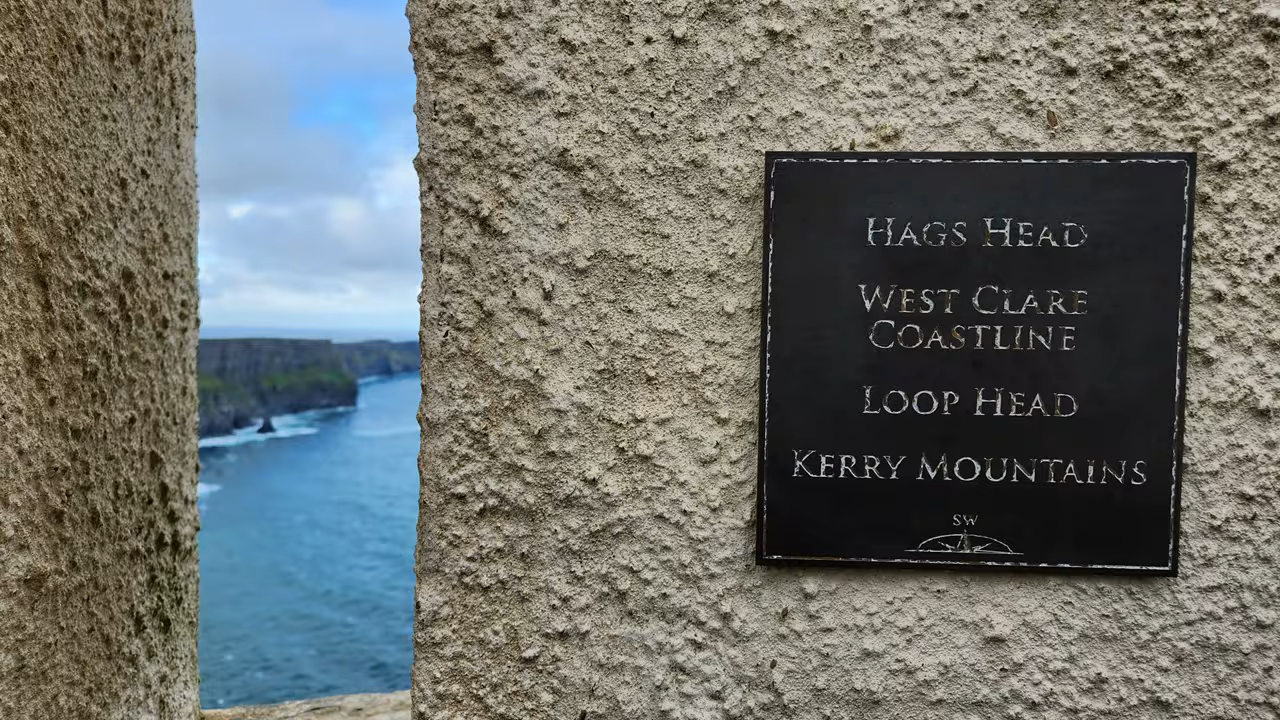 HAGS HEAD
WEST CLARE
COASTLINE
LOOP HEAD
KERRY MOUNTAINS
SW